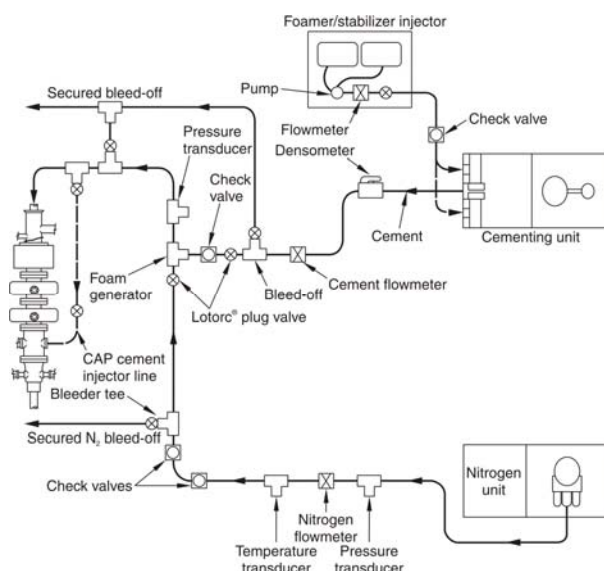 Foamer/stabilizer injector
Pump
Flowmeter
Densometer
Check valve
Secured bleed-off
Pressure
transducer
Check
valve
Cement
Cementing unit
Foam
generator
Bleed-off
Cement flowmeter
Lotorc® plug valve
CAP cement
injector line
Bleeder tee
Secured N₂ bleed-off
Check valves
Nitrogen
unit
Nitrogen
flowmeter
Temperature
transducer
Pressure
transducer